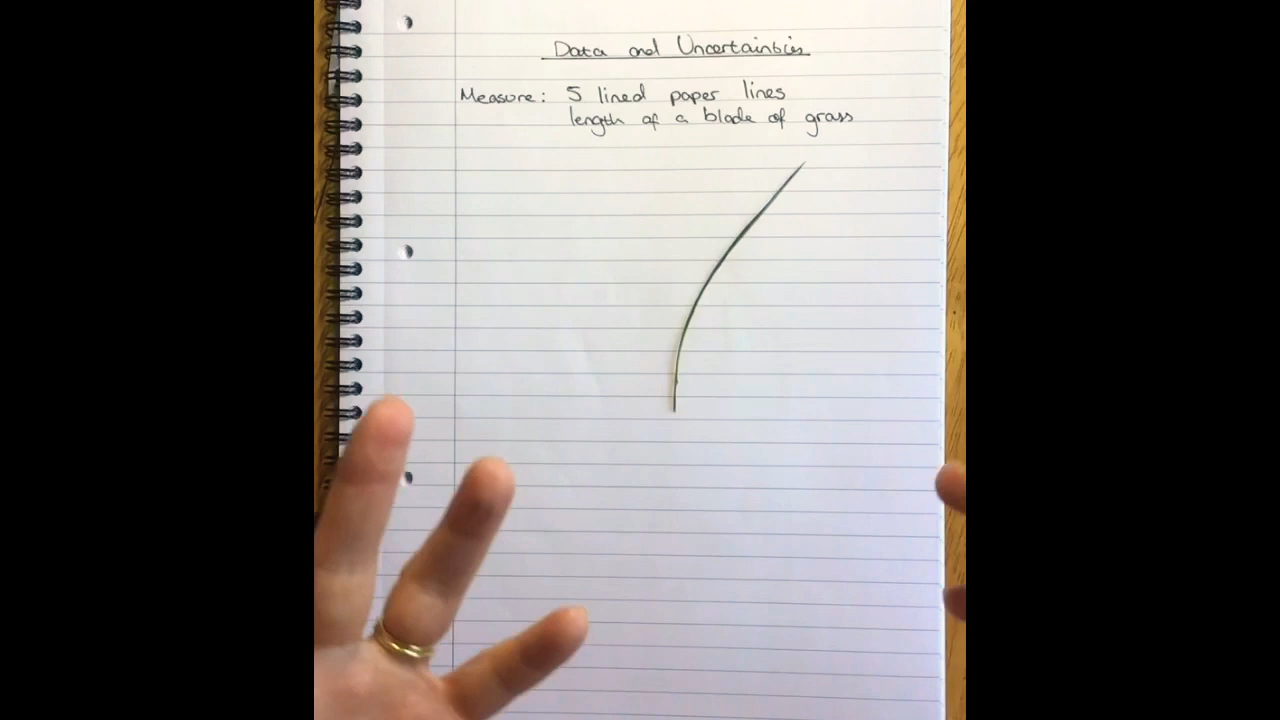 Data and Uncertainties
Measure: 5 lined paper lines
length of a blade of grass